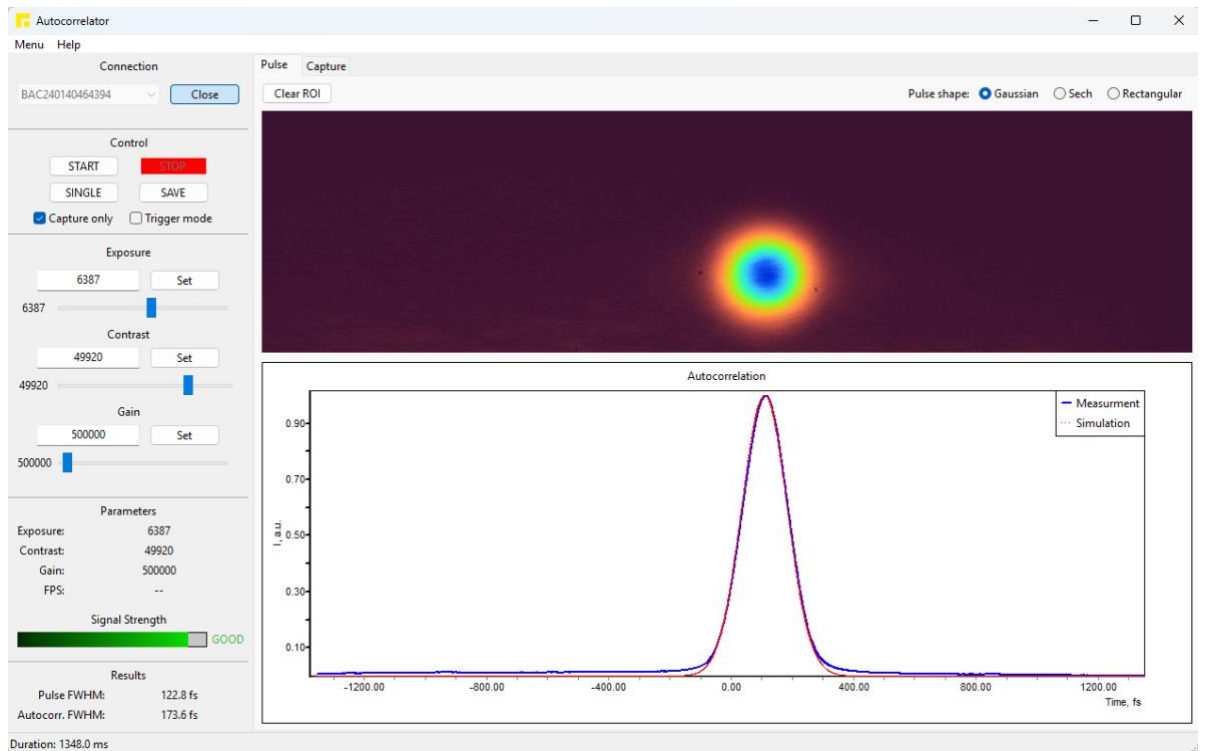 Autocorrelator
Menu Help
Connection
BAC240140464394 Close
Control
START STOP
SINGLE SAVE
Capture only Trigger mode
Exposure
6387 Set
6387
Contrast
49920 Set
49920
Gain
500000 Set
500000
Parameters
Exposure: 6387
Contrast: 49920
Gain: 500000
FPS: --
Signal Strength
GOOD
Results
Pulse FWHM: 122.8 fs
Autocorr. FWHM: 173.6 fs
Duration: 1348.0 ms
Pulse Capture
Clear ROI Pulse shape: Gaussian Sech Rectangular
Autocorrelation
Measurment
Simulation
I, a.u.
0.90
0.70
0.50
0.30
0.10
-1200.00 -800.00 -400.00 0.00 400.00 800.00 1200.00
Time, fs